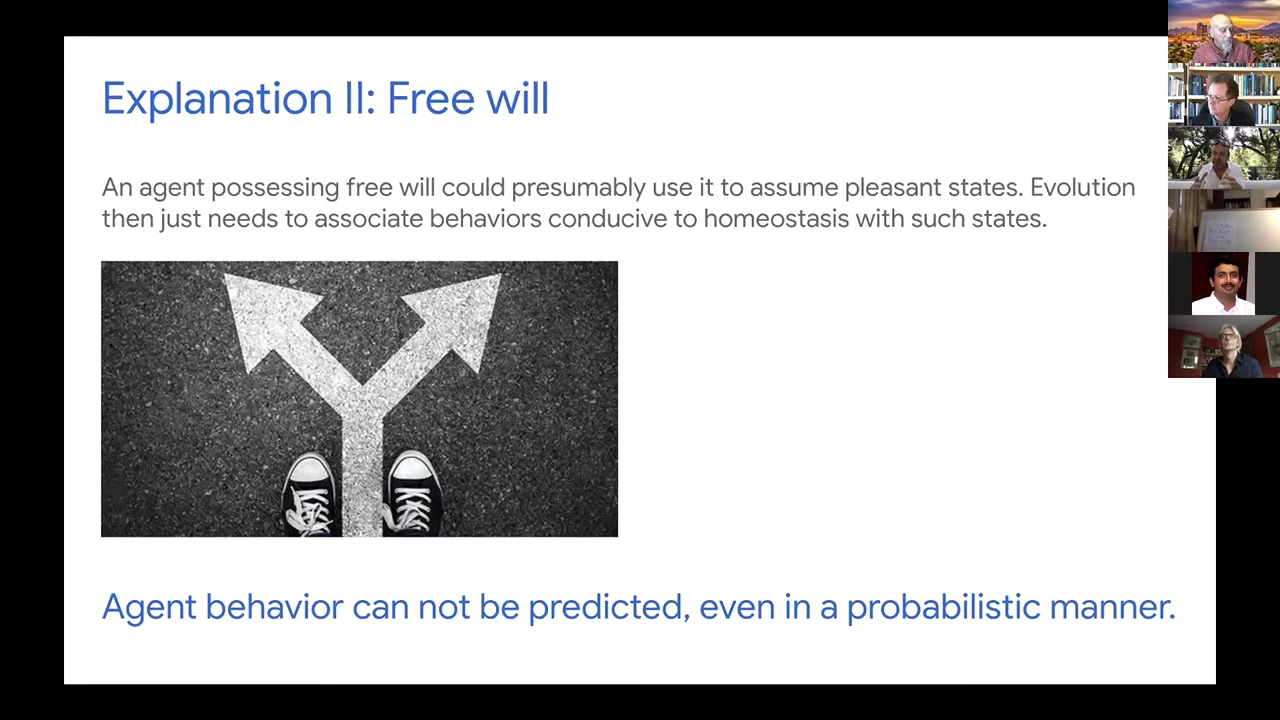 Explanation II: Free will
An agent possessing free will could presumably use it to assume pleasant states. Evolution
then just needs to associate behaviors conducive to homeostasis with such states.
Agent behavior can not be predicted, even in a probabilistic manner.